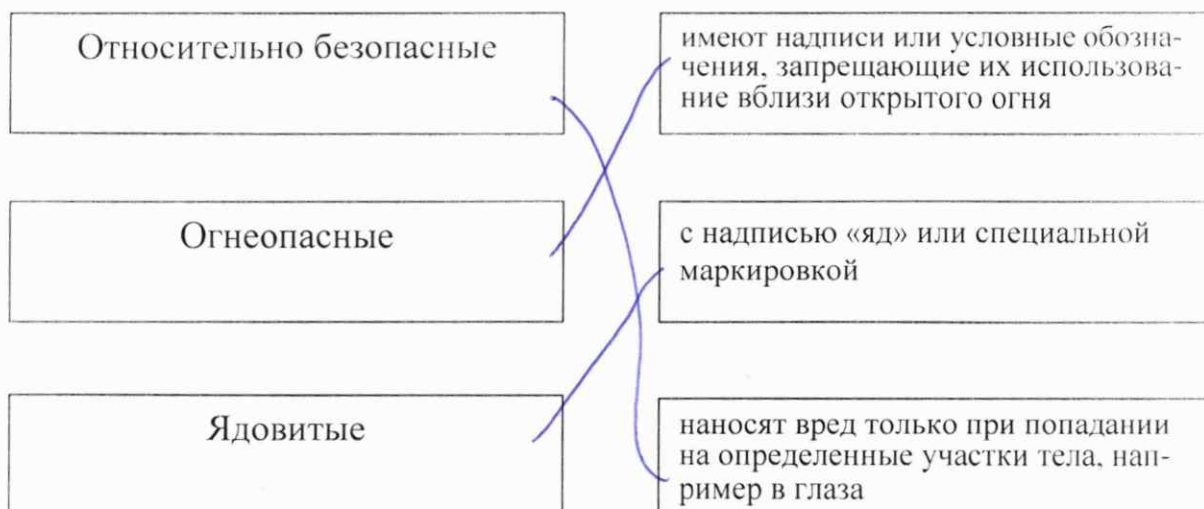 Относительно безопасные
имеют надписи или условные обозна-
чения, запрещающие их использова-
ние вблизи открытого огня
Огнеопасные
с надписью «яд» или специальной
маркировкой
Ядовитые
наносят вред только при попадании
на определенные участки тела, нап-
ример в глаза